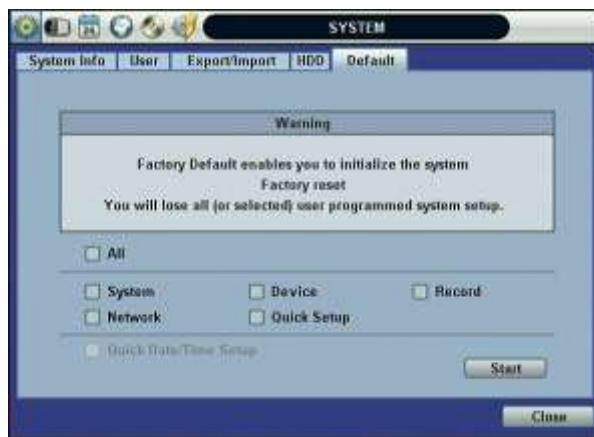 SYSTEM
System Info User Export/Import HDD Default
Warning
Factory Default enables you to initialize the system
Factory reset
You will lose all (or selected) user programmed system setup.
All
System Device Record
Network Quick Setup
Quick Date/Time Setup
Start
Close